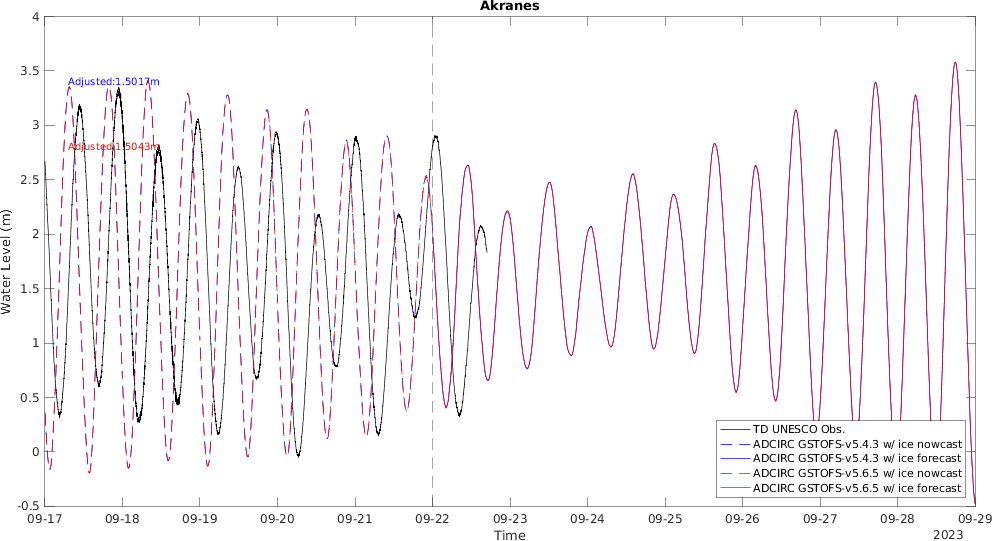 Akranes
4
3.5
3
2.5
2
1.5
1
0.5
0
-0.5
Water Level (m)
Adjusted:1.5017m
Adjusted:1.5043m
TD UNESCO Obs.
ADCIRC GSTOFS-v5.4.3 w/ ice nowcast
ADCIRC GSTOFS-v5.4.3 w/ ice forecast
ADCIRC GSTOFS-v5.6.5 w/ ice nowcast
ADCIRC GSTOFS-v5.6.5 w/ ice forecast
09-17 09-18 09-19 09-20 09-21 09-22 09-23 09-24 09-25 09-26 09-27 09-28 09-29
Time
2023